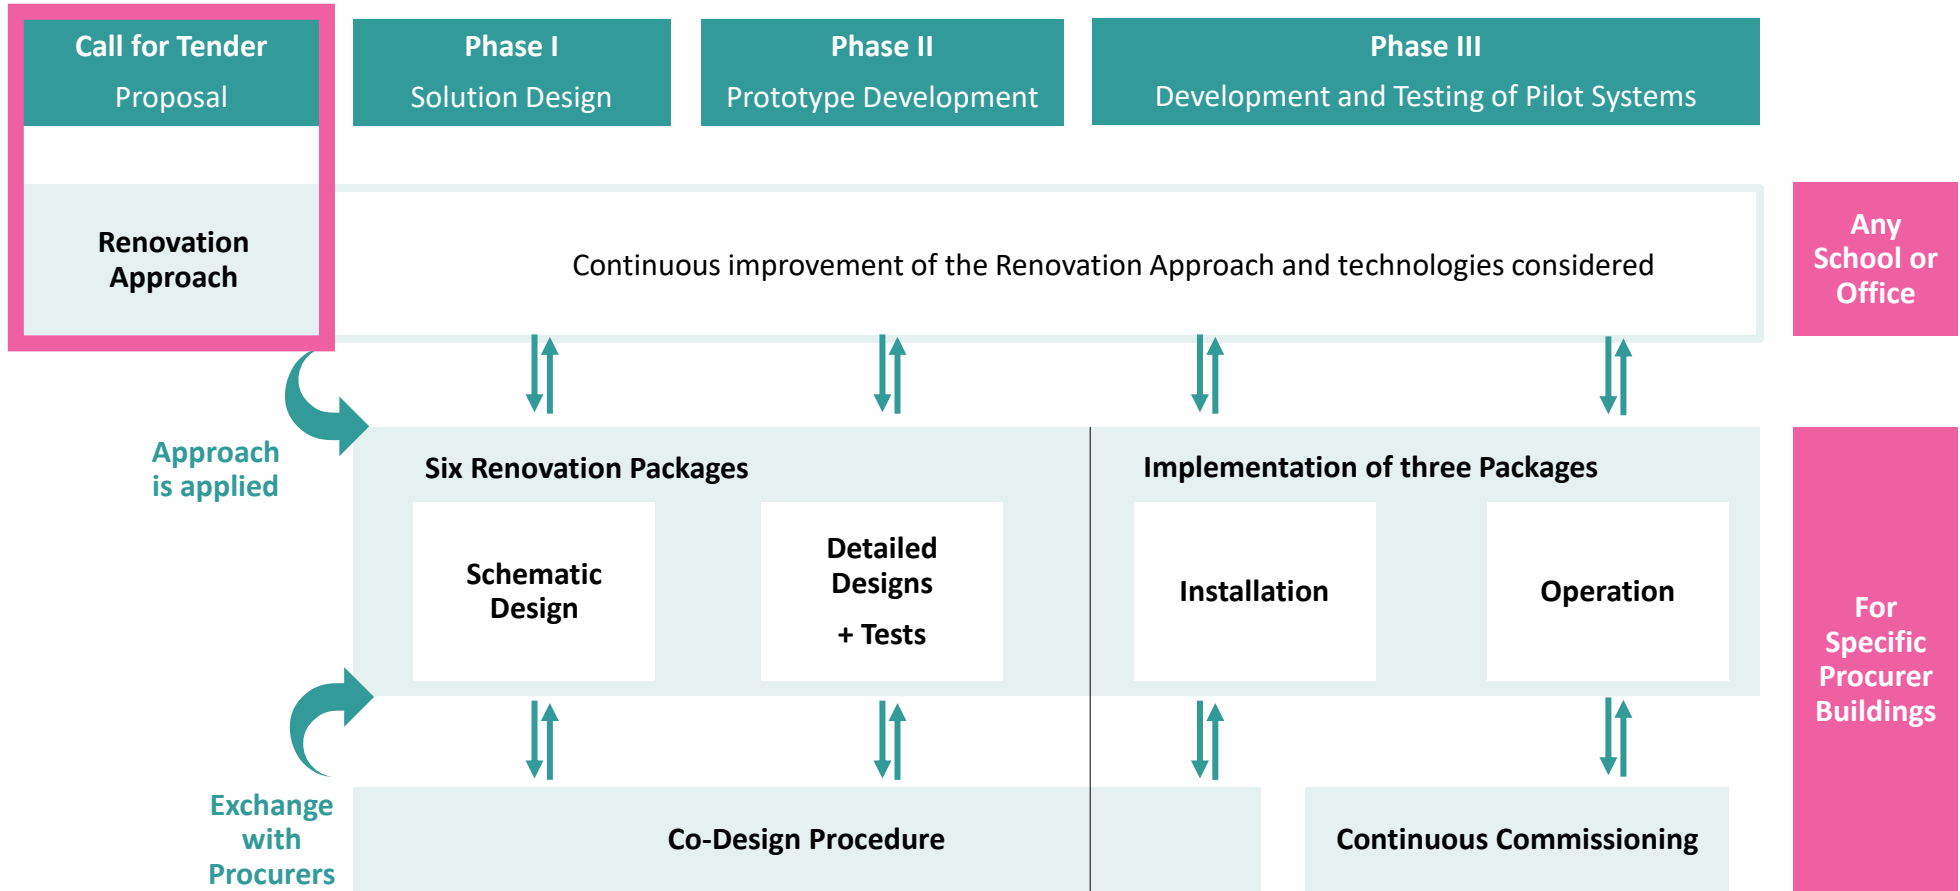 Call for Tender
Proposal
Phase I
Solution Design
Phase II
Prototype Development
Phase III
Development and Testing of Pilot Systems
Renovation
Approach
Continuous improvement of the Renovation Approach and technologies considered
Any
School or
Office
Approach
is applied
Six Renovation Packages
Implementation of three Packages
Schematic
Design
Detailed
Designs
+ Tests
Installation
Operation
For
Specific
Procurer
Buildings
Exchange
with
Procurers
Co-Design Procedure
Continuous Commissioning